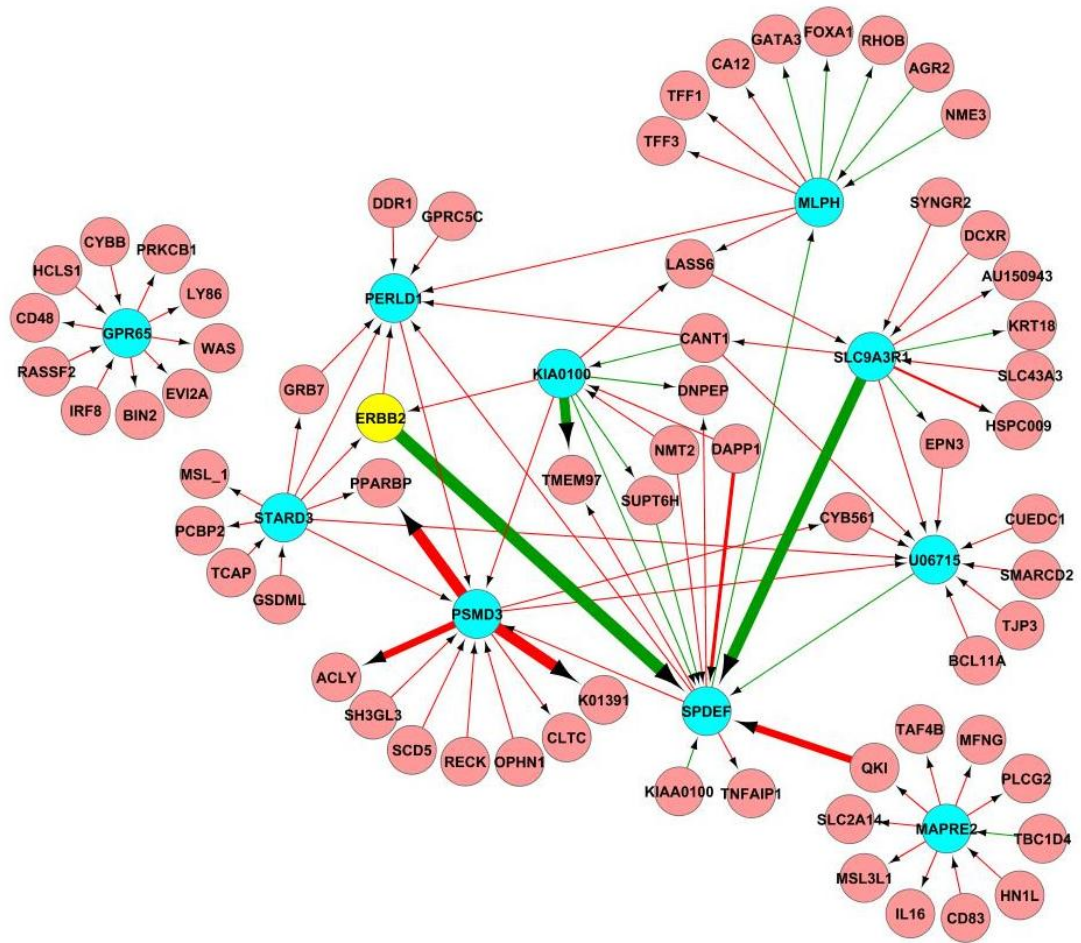 FOXA1
GATA3
RHOB
CA12
AGR2
TFF1
NME3
TFF3
MLPH
DDR1
GPRC5C
SYNGR2
CYBB
PRKCB1
DCXR
HCLS1
LASS6
AU150943
LY86
PERLD1
CD48
GPR65
KRT18
CANT1
WAS
SLC9A3R1
RASSF2
KIA0100
SLC43A3
GRB7
DNPEP
EVI2A
IRF8
BIN2
ERBB2
HSPC009
EPN3
NMT2
DAPP1
MSL_1
PPARBP
TMEM97
SUPT6H
STARD3
CYB561
CUEDC1
PCBP2
U06715
TCAP
SMARCD2
GSDML
PSMD3
TJP3
BCL11A
ACLY
K01391
SH3GL3
SPDEF
SCD5
CLTC
RECK
OPHN1
TAF4B
MFNG
QKI
PLCG2
KIAA0100
TNFAIP1
SLC2A14
MAPRE2
TBC1D4
MSL3L1
HN1L
IL16
CD83